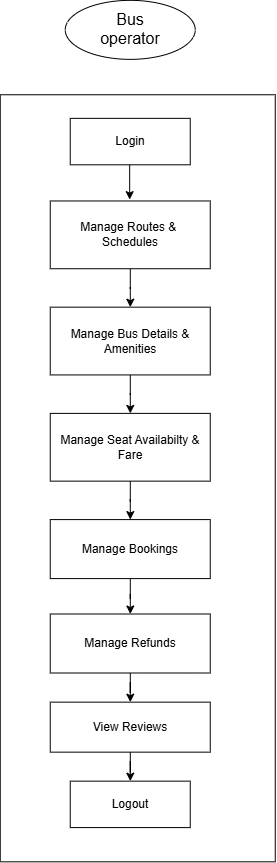 Bus
operator
Login
Manage Routes &
Schedules
Manage Bus Details &
Amenities
Manage Seat Availabilty &
Fare
Manage Bookings
Manage Refunds
View Reviews
Logout